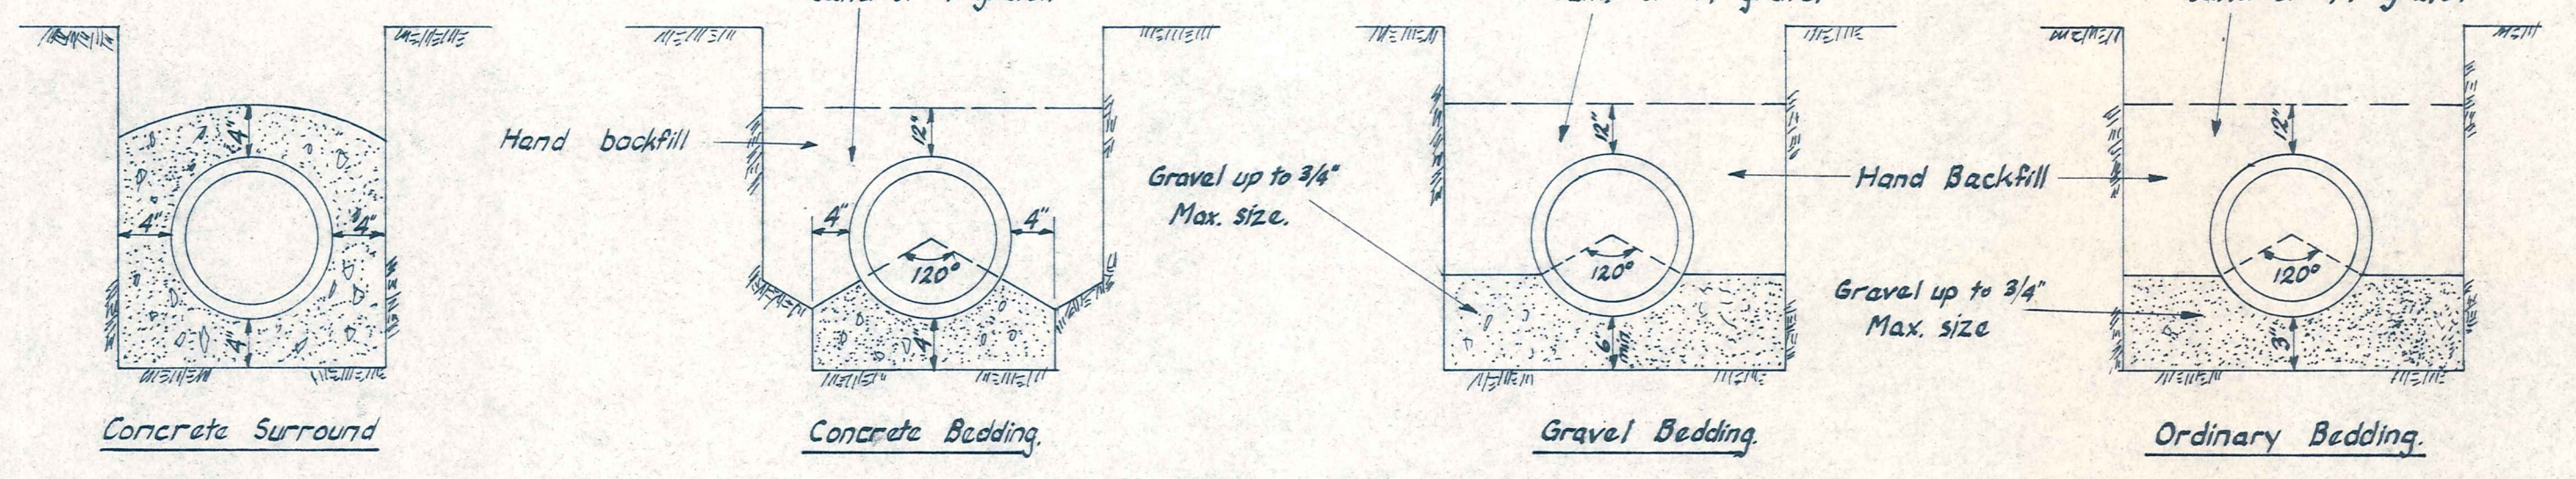 4"
4"
4"
4"
Concrete Surround
Hand backfill
12"
4"
4"
120°
4"
Concrete Bedding.
Gravel up to 3/4"
Max. size.
12"
120°
6"
min.
Gravel Bedding.
Hand Backfill
Gravel up to 3/4"
Max. size
12"
120°
3"
Ordinary Bedding.